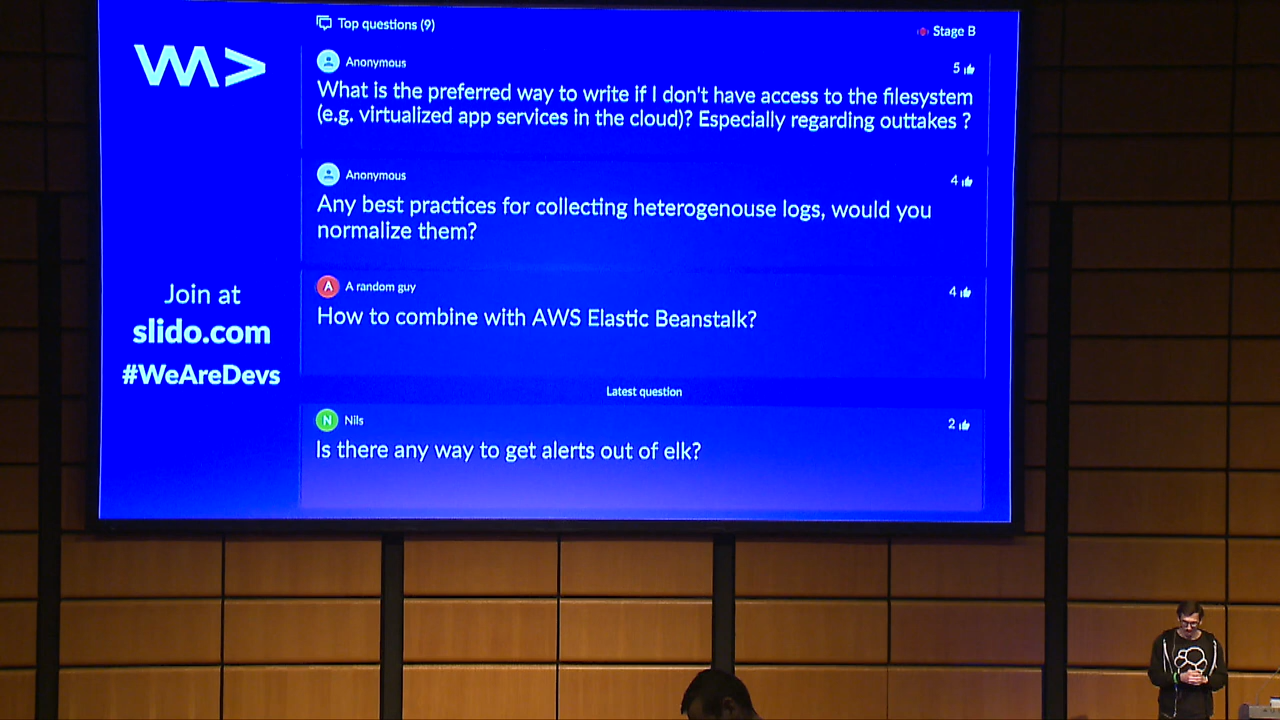 Top questions (9)
Stage B
WA>
Anonymous
5
What is the preferred way to write if I don't have access to the filesystem
(e.g. virtualized app services in the cloud)? Especially regarding outtakes ?
Anonymous
4
Any best practices for collecting heterogenouse logs, would you
normalize them?
Join at
slido.com
#WeAreDevs
A
A random guy
4
How to combine with AWS Elastic Beanstalk?
Latest question
N
Nils
2
Is there any way to get alerts out of elk?